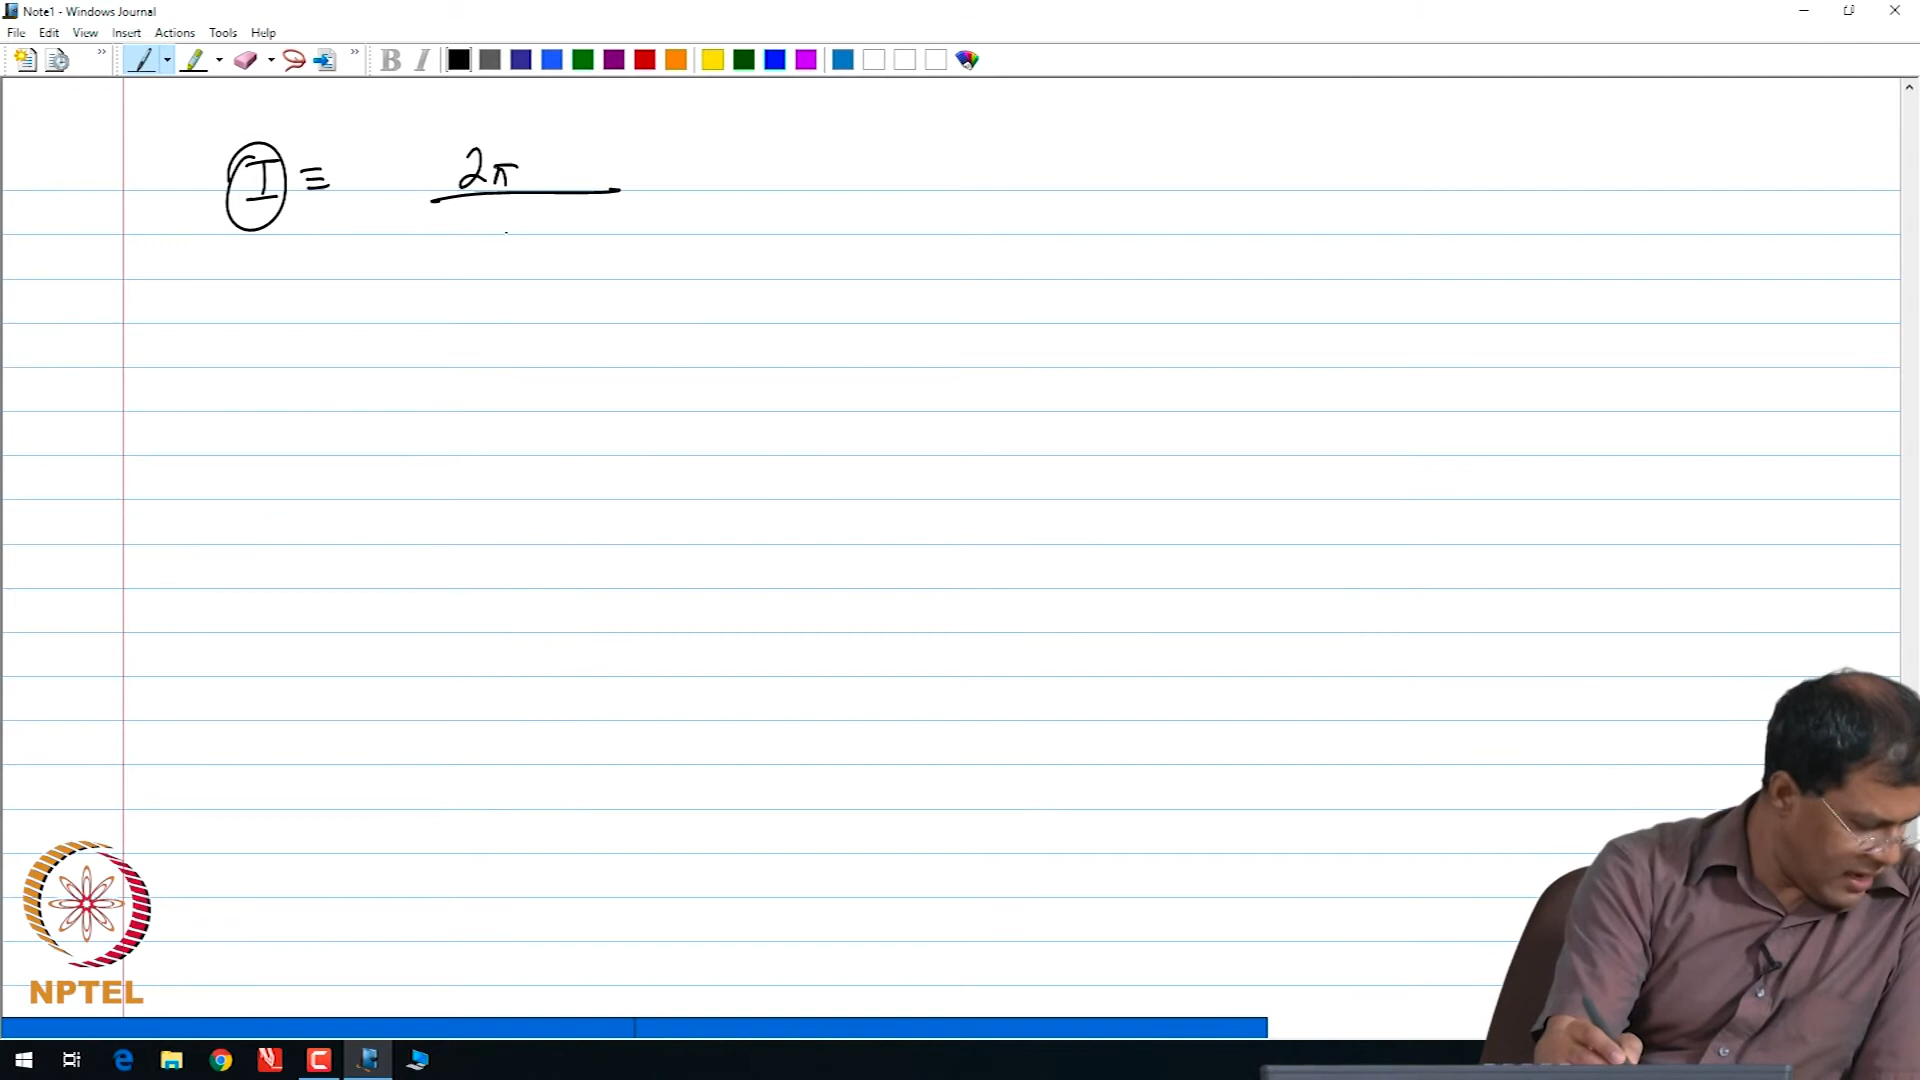 Note1 - Windows Journal
File Edit View Insert Actions Tools Help
B I
I ≡ 2π
NPTEL